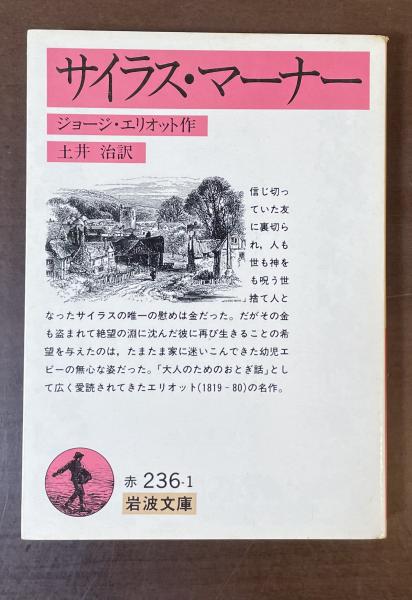 サイラス・マーナー
ジョージ・エリオット作
土井 治訳
信じ切っ
ていた友
に裏切ら
れ，人も
世も神を
も呪う世
捨て人と
なったサイラスの唯一の慰めは金だった。だがその金
も盗まれて絶望の淵に沈んだ彼に再び生きることの希
望を与えたのは，たまたま家に迷いこんできた幼児エ
ピーの無心な姿だった。「大人のためのおとぎ話」とし
て広く愛読されてきたエリオット(1819‐80)の名作。
赤 236-1
岩波文庫